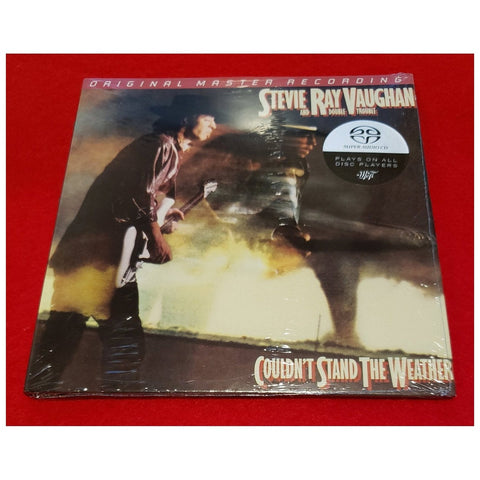 ORIGINAL MASTER RECORDING
STEVIE RAY VAUGHAN
AND DOUBLE TROUBLE
SUPER AUDIO CD
PLAYS ON ALL
DISC PLAYERS
COULDN'T STAND THE WEATHER